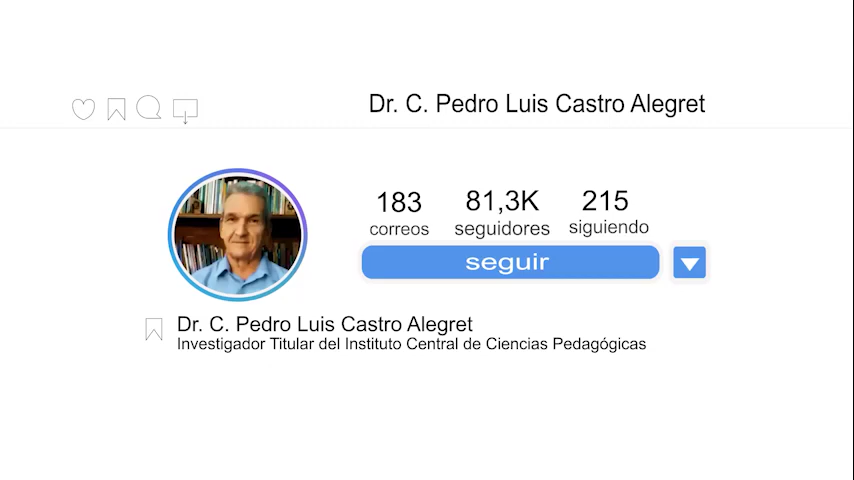 Dr. C. Pedro Luis Castro Alegret
183 81,3K 215
correos seguidores siguiendo
seguir
Dr. C. Pedro Luis Castro Alegret
Investigador Titular del Instituto Central de Ciencias Pedagógicas